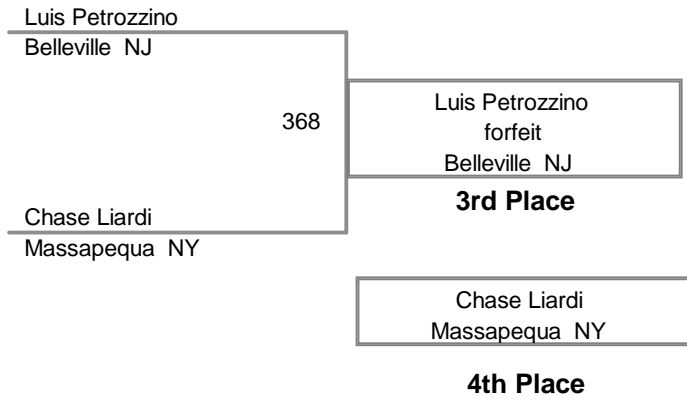 Luis Petrozzino
Belleville NJ
368
Luis Petrozzino
forfeit
Belleville NJ
3rd Place
Chase Liardi
Massapequa NY
Chase Liardi
Massapequa NY
4th Place